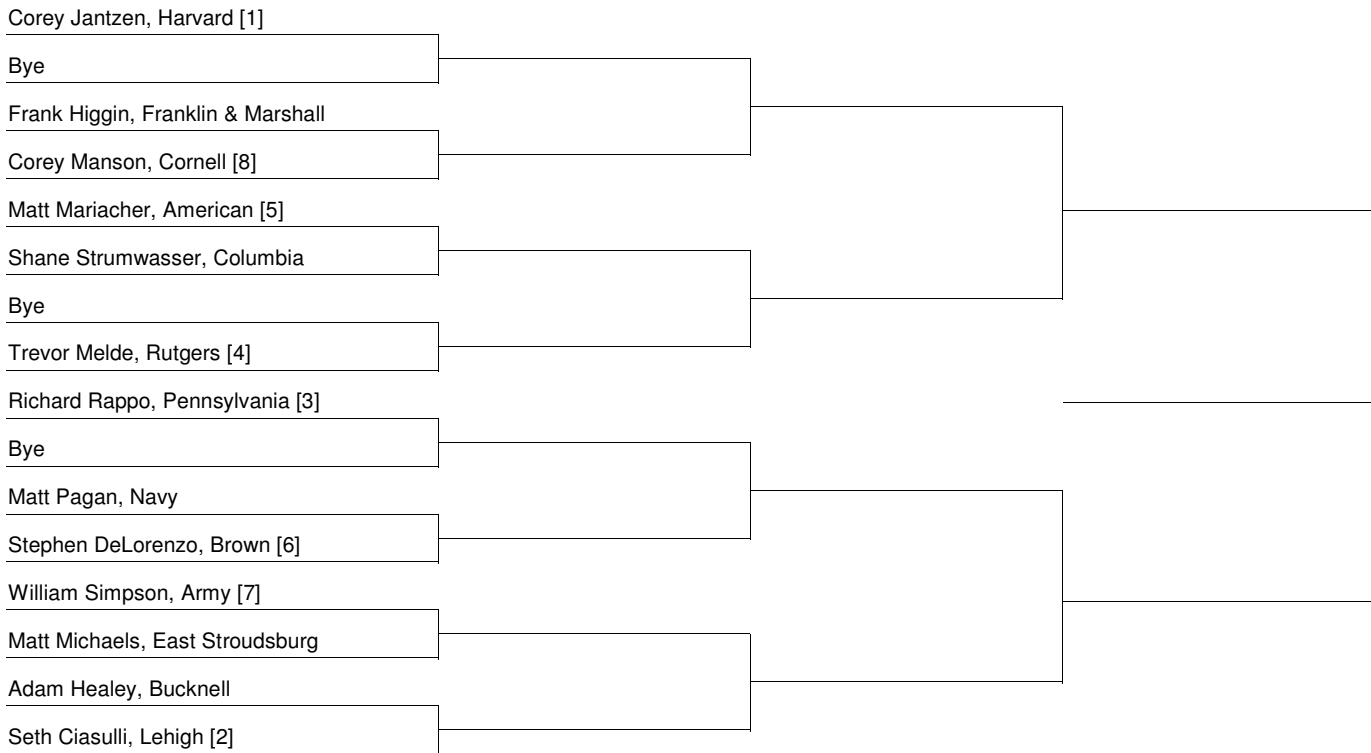 Corey Jantzen, Harvard [1]
Bye
Frank Higgin, Franklin & Marshall
Corey Manson, Cornell [8]
Matt Mariacher, American [5]
Shane Strumwasser, Columbia
Bye
Trevor Melde, Rutgers [4]
Richard Rappo, Pennsylvania [3]
Bye
Matt Pagan, Navy
Stephen DeLorenzo, Brown [6]
William Simpson, Army [7]
Matt Michaels, East Stroudsburg
Adam Healey, Bucknell
Seth Ciasulli, Lehigh [2]